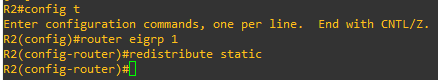 R2#config t
Enter configuration commands, one per line.  End with CNTL/Z.
R2(config)#router eigrp 1
R2(config-router)#redistribute static
R2(config-router)#